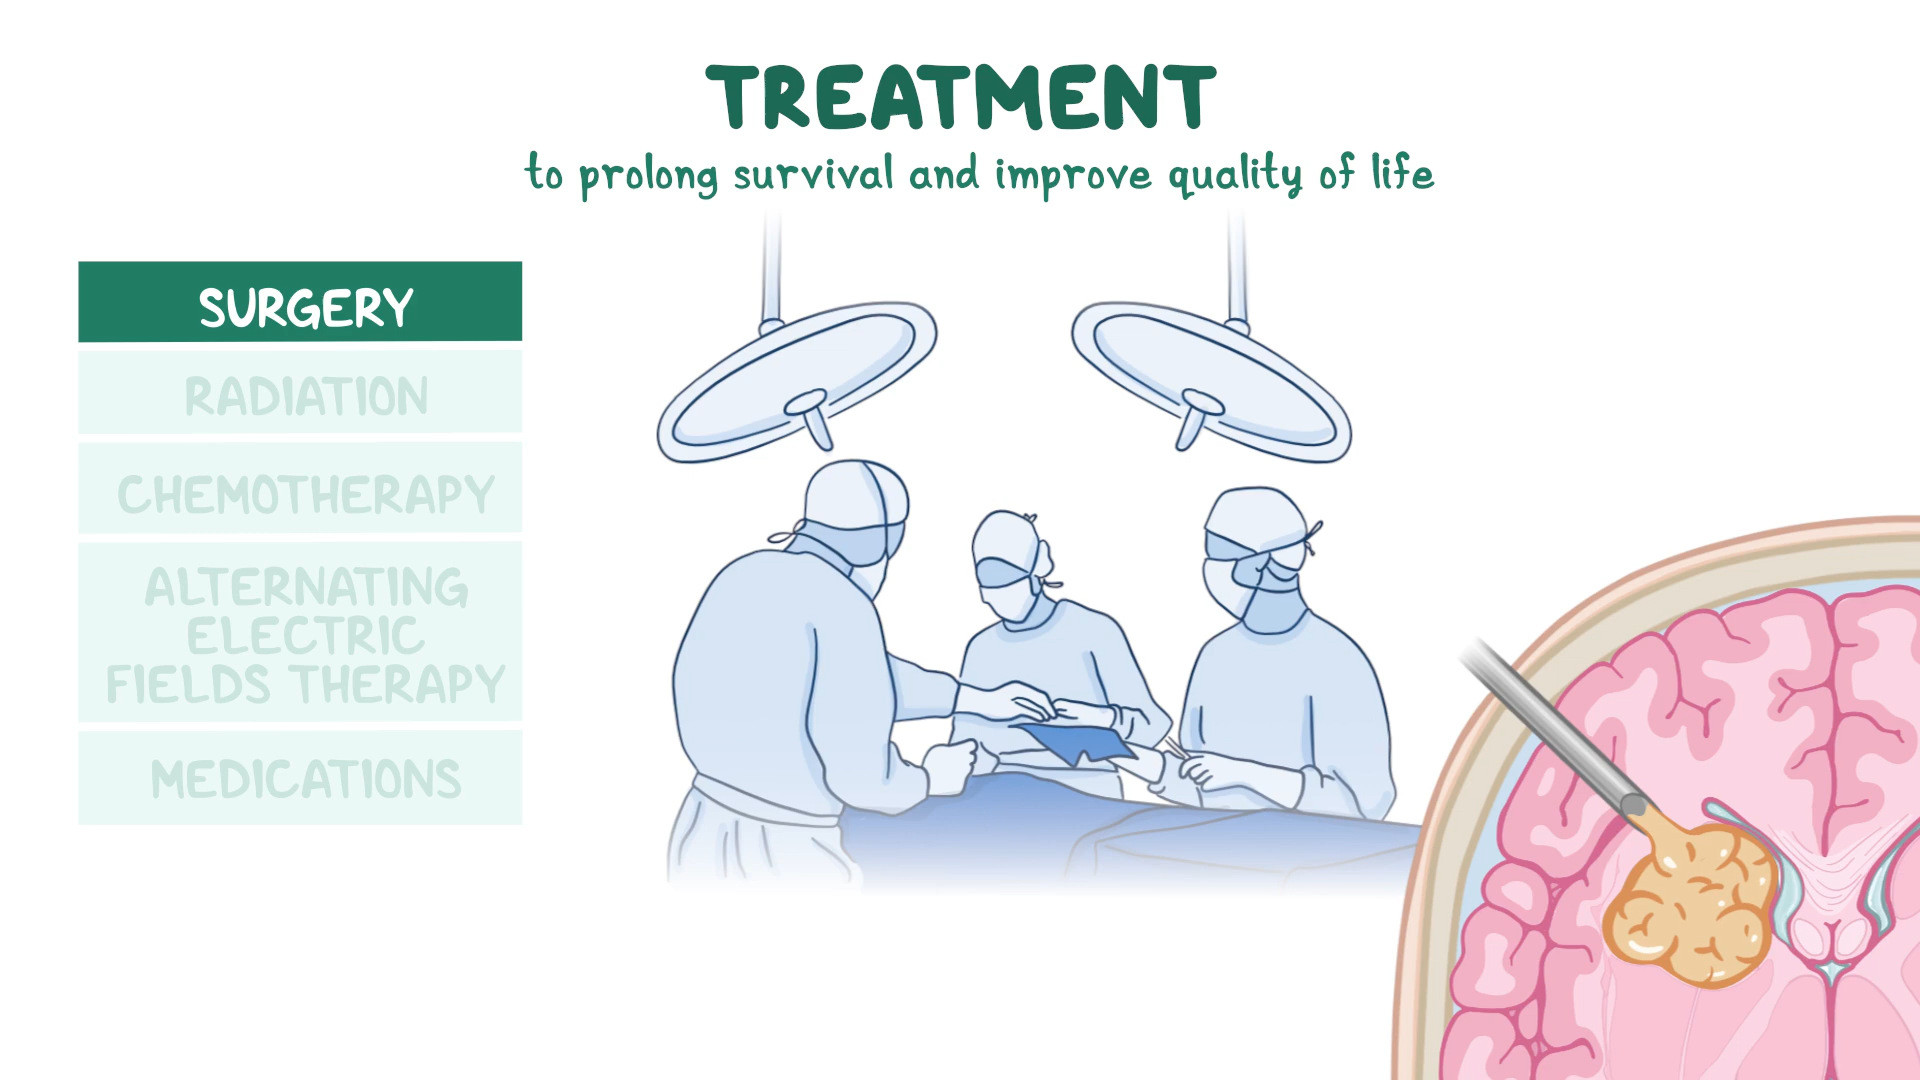 TREATMENT
to prolong survival and improve quality of life
SURGERY
RADIATION
CHEMOTHERAPY
ALTERNATING
ELECTRIC
FIELDS THERAPY
MEDICATIONS